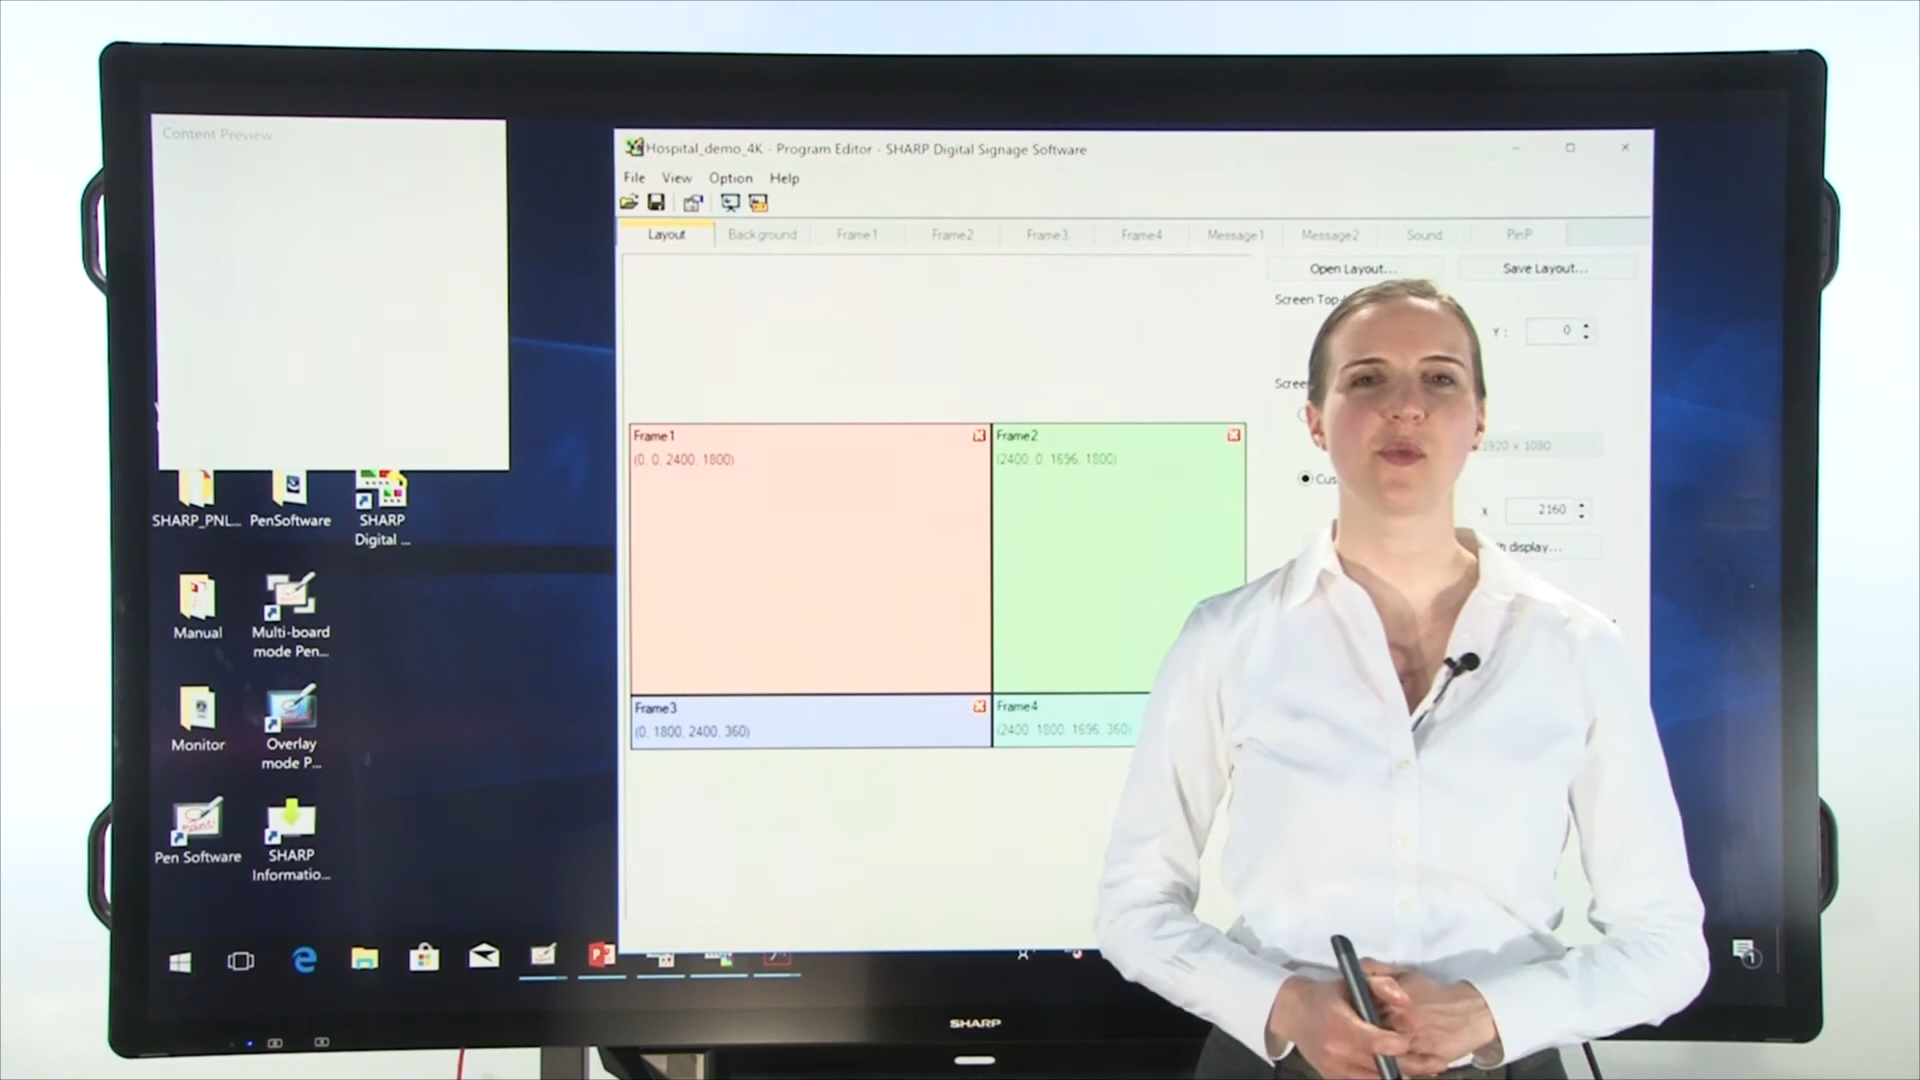 Content Preview
Hospital_demo_4K - Program Editor - SHARP Digital Signage Software
File View Option Help
Layout Background Frame1 Frame2 Frame3 Frame4 Message1 Message2 Sound PinP
Open Layout... Save Layout...
Screen Top-
Y : 0
1920 x 1080
X 2160
display...
Frame1
(0, 0, 2400, 1800)
Frame2
(2400, 0, 1696, 1800)
Frame3
(0, 1800, 2400, 360)
Frame4
(2400, 1800, 1696, 360)
SHARP_PNL... PenSoftware SHARP
Digital ...
Manual Multi-board
mode Pen...
Monitor Overlay
mode P...
Pen Software SHARP
Informatio...
1
SHARP